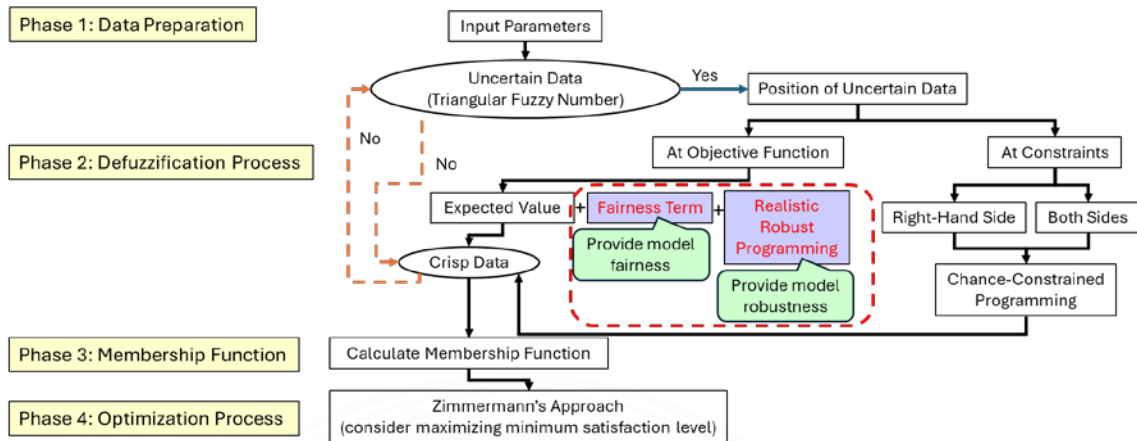 Phase 1: Data Preparation
Input Parameters
Uncertain Data
(Triangular Fuzzy Number)
Yes
Position of Uncertain Data
No
No
Phase 2: Defuzzification Process
At Objective Function
At Constraints
Expected Value
+
Fairness Term
+
Realistic
Robust
Programming
Right-Hand Side
Both Sides
Provide model
fairness
Crisp Data
Provide model
robustness
Chance-Constrained
Programming
Phase 3: Membership Function
Calculate Membership Function
Phase 4: Optimization Process
Zimmermann's Approach
(consider maximizing minimum satisfaction level)